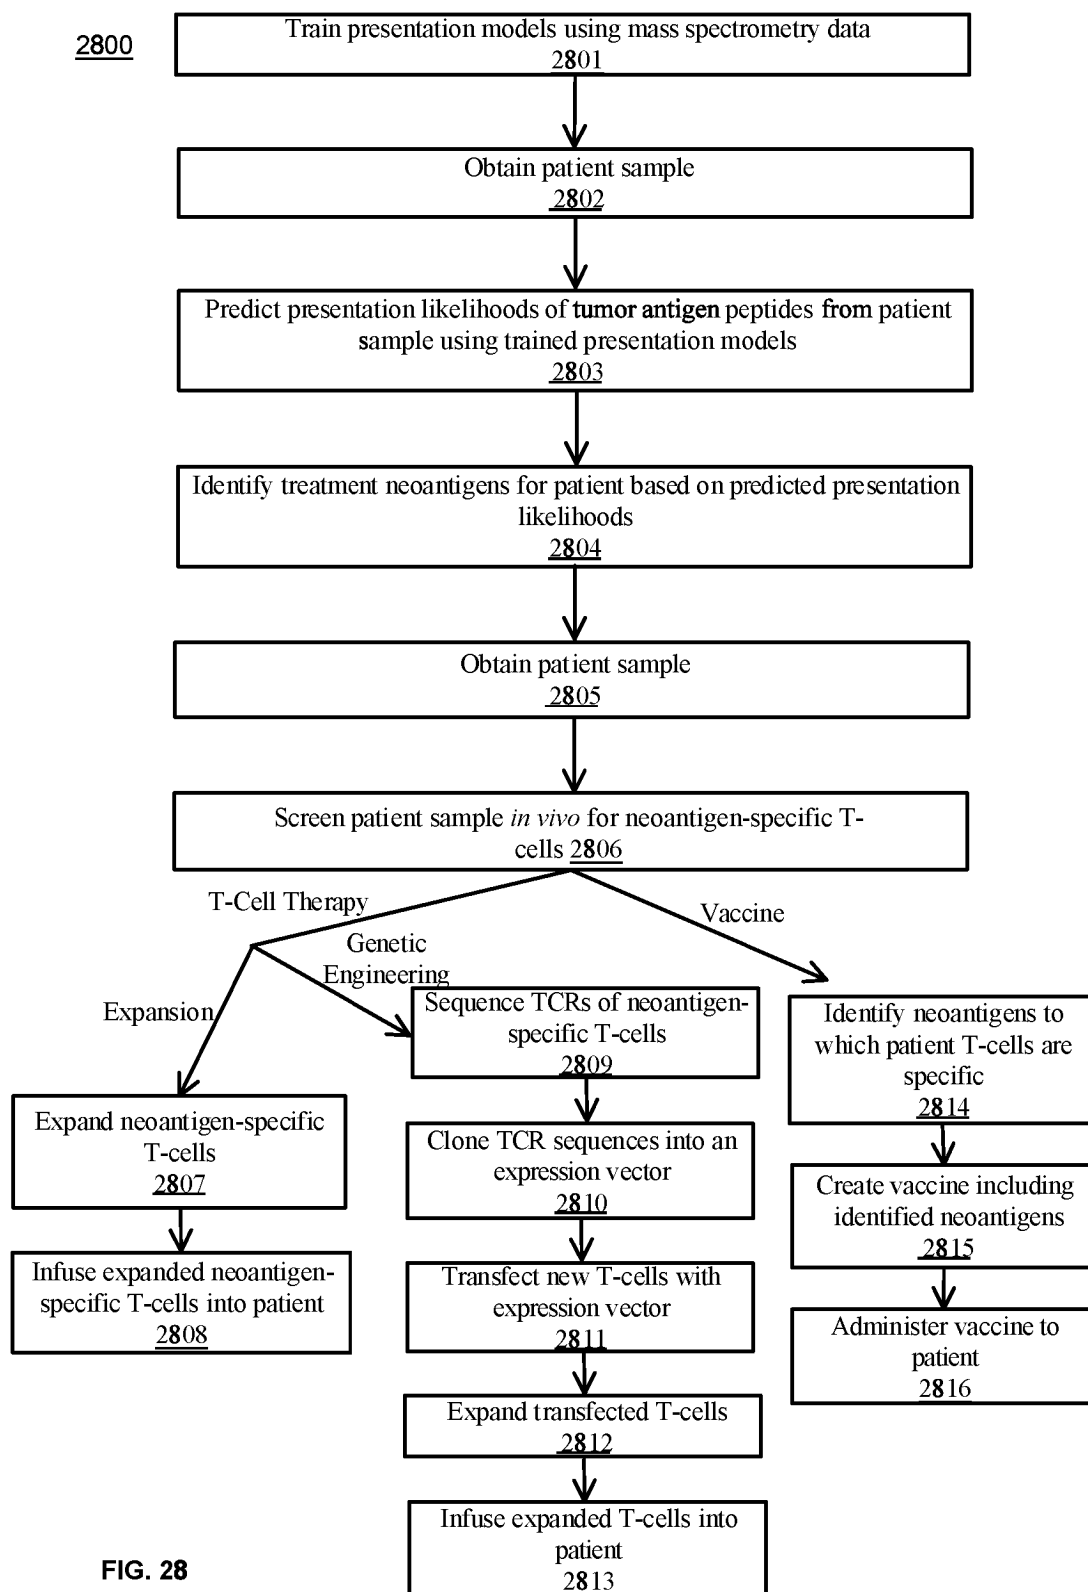 2800
Train presentation models using mass spectrometry data
2801
Obtain patient sample
2802
Predict presentation likelihoods of tumor antigen peptides from patient
sample using trained presentation models
2803
Identify treatment neoantigens for patient based on predicted presentation
likelihoods
2804
Obtain patient sample
2805
Screen patient sample in vivo for neoantigen-specific T-
cells 2806
T-Cell Therapy
Vaccine
Genetic
Engineering
Expansion
Expand neoantigen-specific
T-cells
2807
Infuse expanded neoantigen-
specific T-cells into patient
2808
Sequence TCRs of neoantigen-
specific T-cells
2809
Clone TCR sequences into an
expression vector
2810
Transfect new T-cells with
expression vector
2811
Expand transfected T-cells
2812
Infuse expanded T-cells into
patient
2813
Identify neoantigens to
which patient T-cells are
specific
2814
Create vaccine including
identified neoantigens
2815
Administer vaccine to
patient
2816
FIG. 28